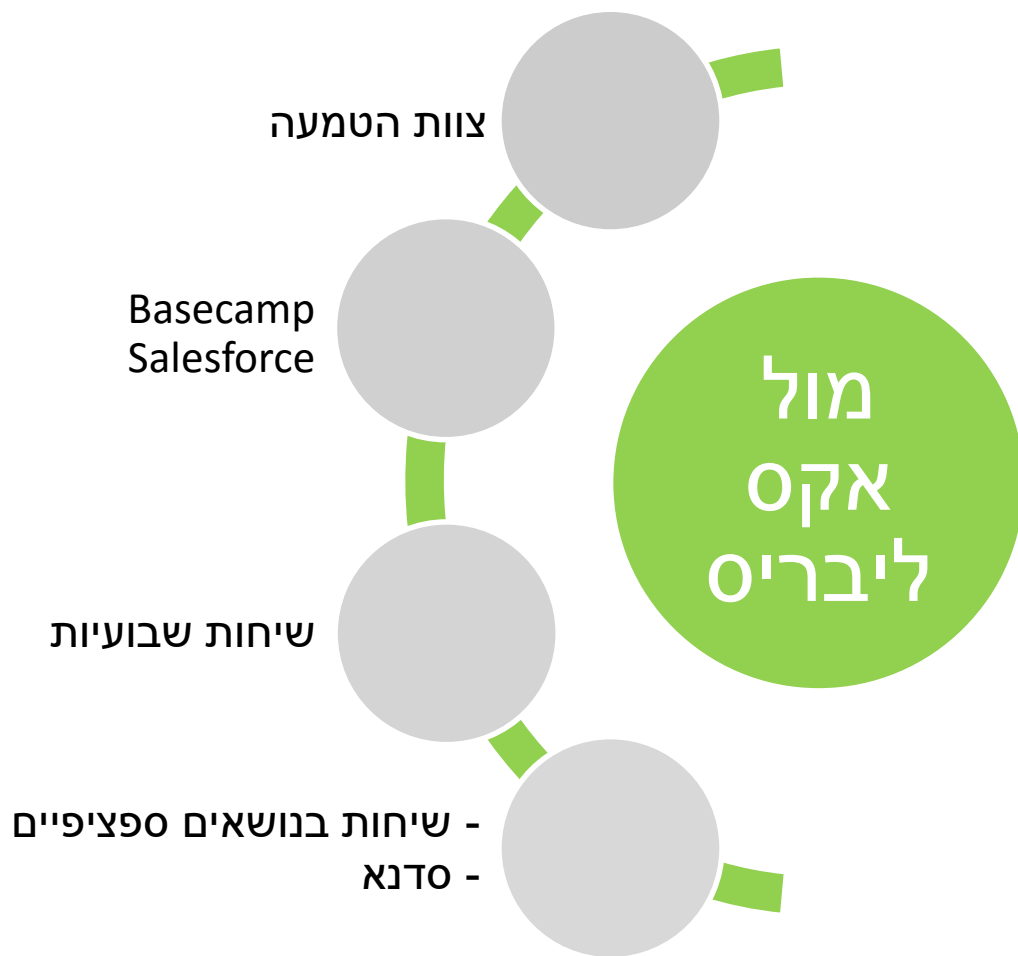 מול
אקס
ליבריס
צוות הטמעה
Basecamp
Salesforce
שיחות שבועיות
- שיחות בנושאים ספציפיים
- סדנא